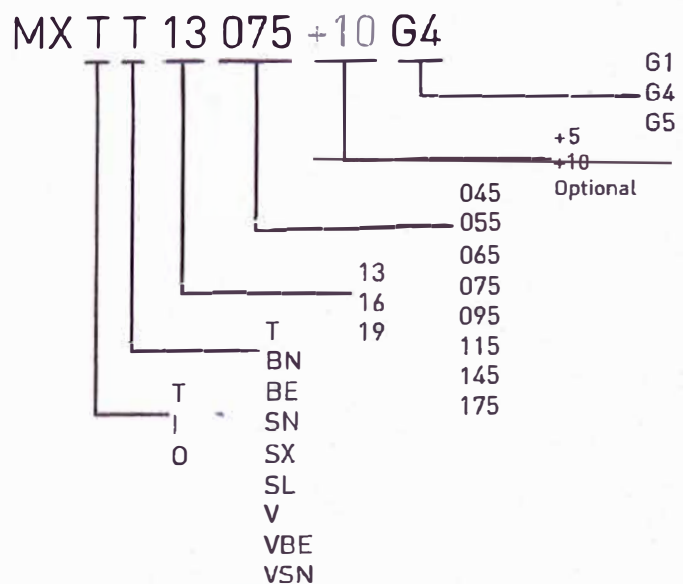 MX T T 13 075 +10 G4
G1
G4
G5
+5
+10
Optional
045
055
065
075
095
115
145
175
13
16
19
T
BN
BE
SN
SX
SL
V
VBE
VSN
T
I
O